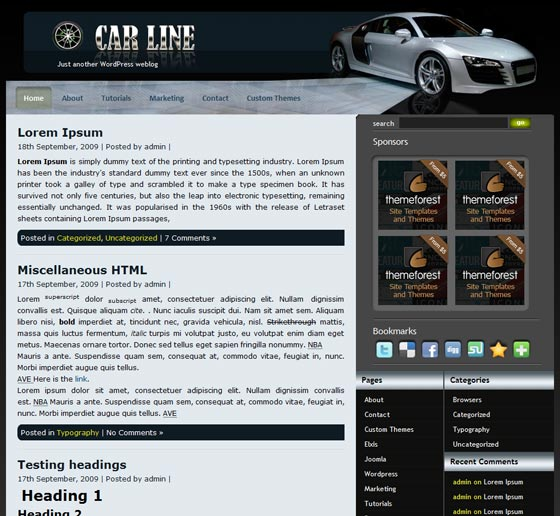 CAR LINE
Just another WordPress weblog
Home About Tutorials Marketing Contact Custom Themes
Lorem Ipsum
18th September, 2009 | Posted by admin |
Lorem Ipsum is simply dummy text of the printing and typesetting industry. Lorem Ipsum
has been the industry's standard dummy text ever since the 1500s, when an unknown
printer took a galley of type and scrambled it to make a type specimen book. It has
survived not only five centuries, but also the leap into electronic typesetting, remaining
essentially unchanged. It was popularised in the 1960s with the release of Letraset
sheets containing Lorem Ipsum passages,
Posted in Categorized, Uncategorized | 7 Comments »
Miscellaneous HTML
17th September, 2009 | Posted by admin |
Lorem superscript dolor subscript amet, consectetuer adipiscing elit. Nullam dignissim
convallis est. Quisque aliquam cite. . Nunc iaculis suscipit dui. Nam sit amet sem. Aliquam
libero nisi, bold imperdiet at, tincidunt nec, gravida vehicula, nisl. Strikethrough mattis,
massa quis luctus fermentum, italic turpis mi volutpat justo, eu volutpat enim diam eget
metus. Maecenas ornare tortor. Donec sed tellus eget sapien fringilla nonummy. NBA
Mauris a ante. Suspendisse quam sem, consequat at, commodo vitae, feugiat in, nunc.
Morbi imperdiet augue quis tellus.
AVE Here is the link.
Lorem ipsum dolor sit amet, consectetuer adipiscing elit. Nullam dignissim convallis
est. NBA Mauris a ante. Suspendisse quam sem, consequat at, commodo vitae, feugiat in,
nunc. Morbi imperdiet augue quis tellus. AVE
Posted in Typography | No Comments »
Testing headings
17th September, 2009 | Posted by admin |
Heading 1
Heading 2
search
go
Sponsors
From $5
themeforest
Site Templates
and Themes
From $5
themeforest
Site Templates
and Themes
From $5
themeforest
Site Templates
and Themes
From $5
themeforest
Site Templates
and Themes
Bookmarks
digg
Pages
About
Contact
Custom Themes
Elxis
Joomla
Wordpress
Marketing
Tutorials
Categories
Browsers
Categorized
Typography
Uncategorized
Recent Comments
admin on Lorem Ipsum
admin on Lorem Ipsum
admin on Lorem Ipsum